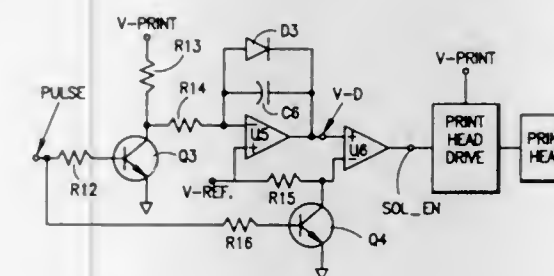 V-PRINT
R13
D3
R14
C6
V-D
V-PRINT
PULSE
U5
U6
PRINT
HEAD
DRIVE
Q3
R12
V-REF.
R15
SOL_EN
R16
Q4